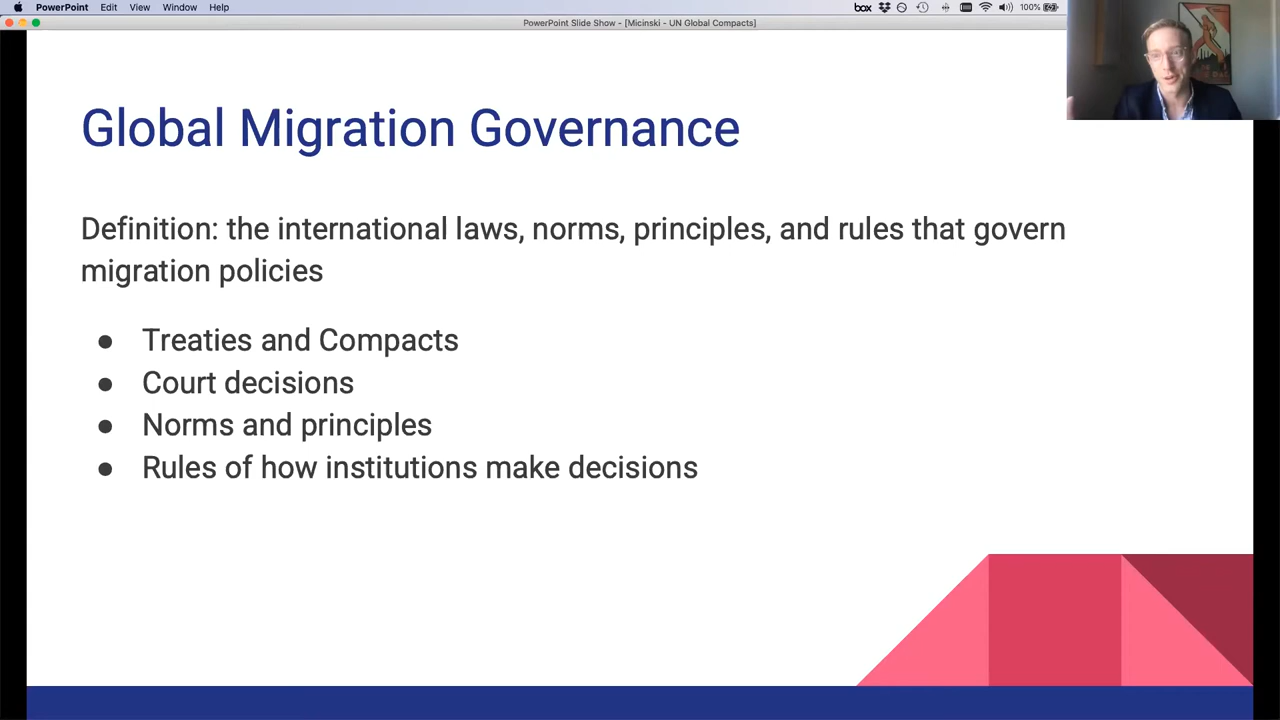 PowerPoint Edit View Window Help
box 100%
PowerPoint Slide Show - [Micinski - UN Global Compacts]
Global Migration Governance
Definition: the international laws, norms, principles, and rules that govern
migration policies
● Treaties and Compacts
● Court decisions
● Norms and principles
● Rules of how institutions make decisions